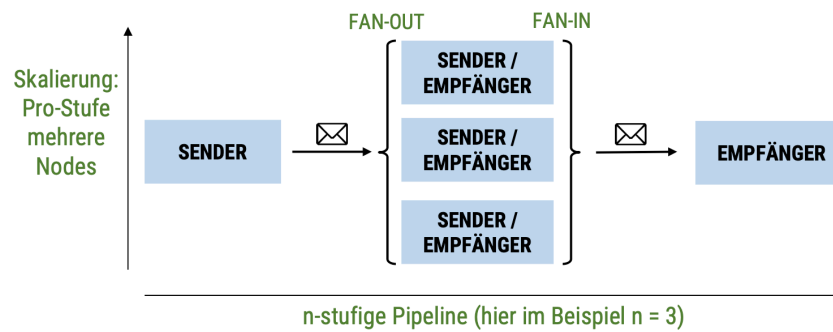 FAN-OUT
FAN-IN
Skalierung:
Pro-Stufe
mehrere
Nodes
SENDER
SENDER /
EMPFÄNGER
SENDER /
EMPFÄNGER
SENDER /
EMPFÄNGER
EMPFÄNGER
n-stufige Pipeline (hier im Beispiel n = 3)